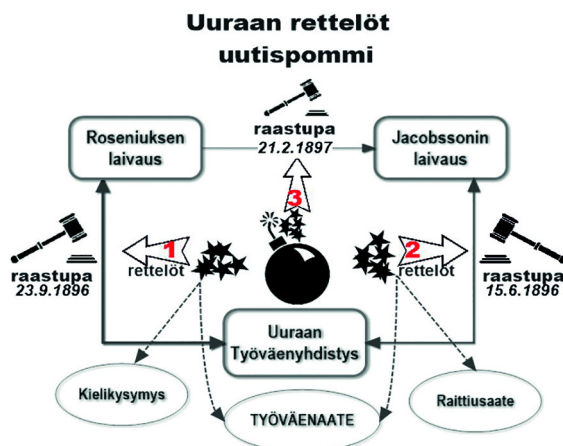 Uuraan rettelöt
uutispommi
raastupa
21.2.1897
Roseniuksen
laivaus
Jacobssonin
laivaus
3
1
rettelöt
2
rettelöt
raastupa
23.9.1896
raastupa
15.6.1896
Uuraan
Työväenyhdistys
Kielikysymys
TYÖVÄENAATE
Raittiusaate